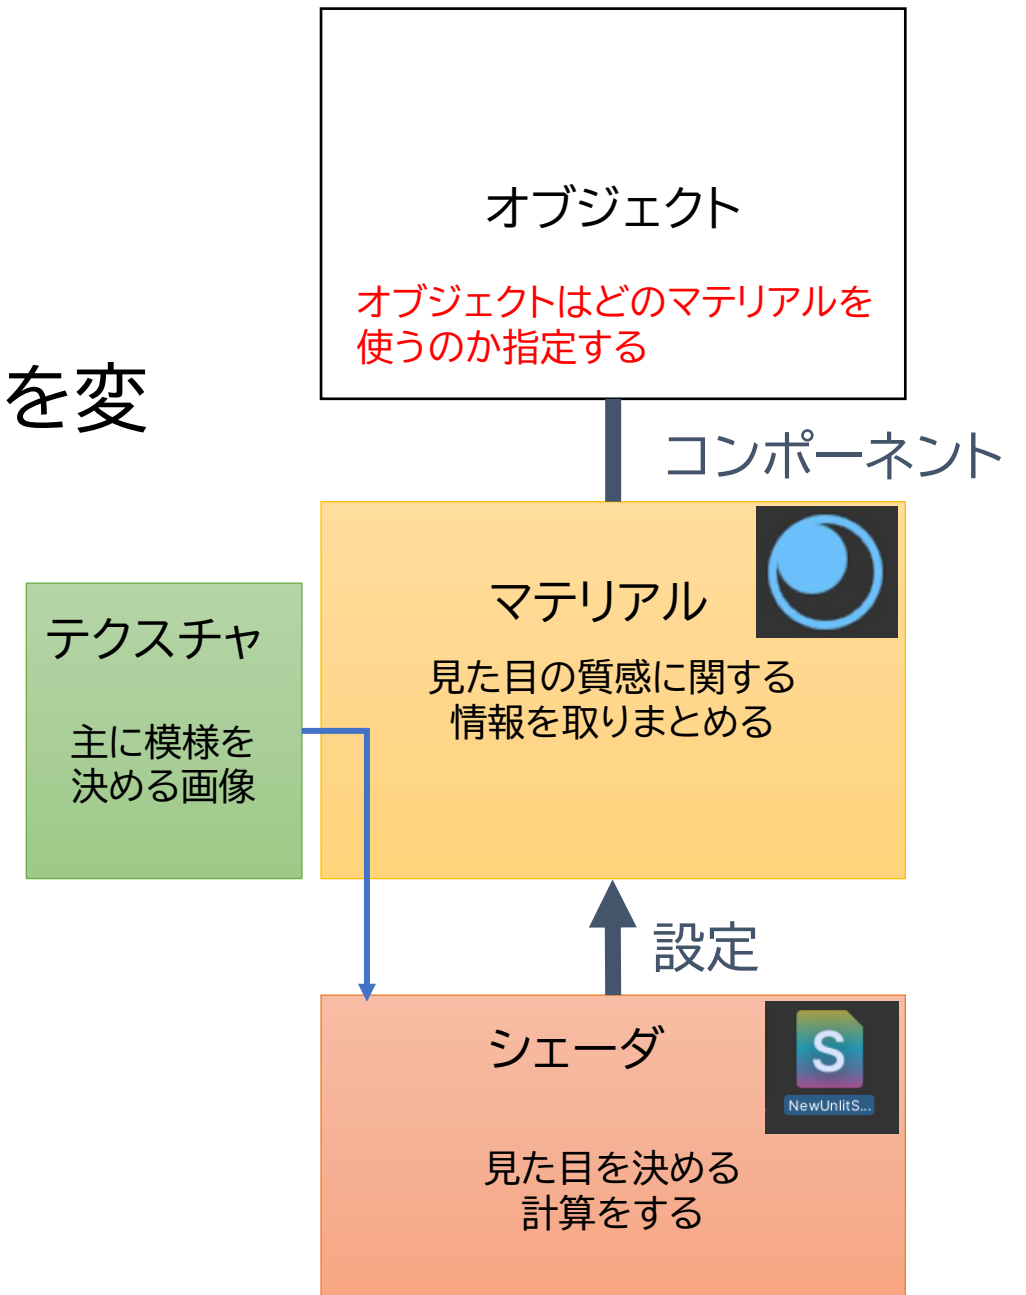 オブジェクト
オブジェクトはどのマテリアルを
使うのか指定する
を変
コンポーネント
マテリアル
見た目の質感に関する
情報を取りまとめる
テクスチャ
主に模様を
決める画像
設定
シェーダ
S
NewUnlitS...
見た目を決める
計算をする